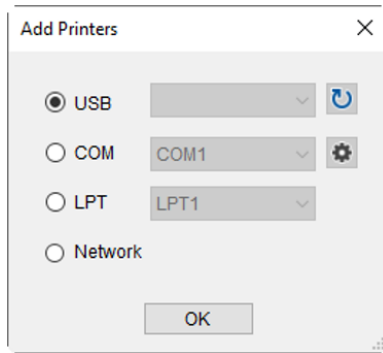 Add Printers
USB
COM COM1
LPT LPT1
Network
OK